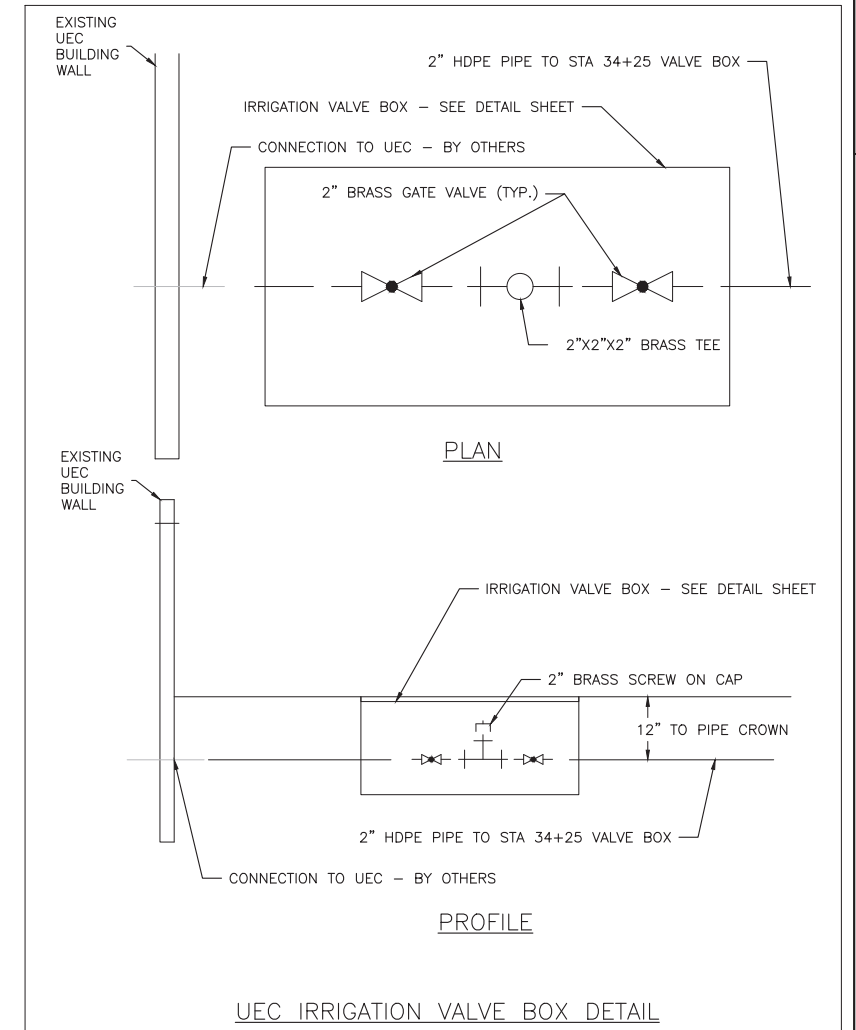 EXISTING
UEC
BUILDING
WALL
2" HDPE PIPE TO STA 34+25 VALVE BOX
IRRIGATION VALVE BOX – SEE DETAIL SHEET
CONNECTION TO UEC – BY OTHERS
2" BRASS GATE VALVE (TYP.)
2"X2"X2" BRASS TEE
PLAN
EXISTING
UEC
BUILDING
WALL
IRRIGATION VALVE BOX – SEE DETAIL SHEET
2" BRASS SCREW ON CAP
12" TO PIPE CROWN
2" HDPE PIPE TO STA 34+25 VALVE BOX
CONNECTION TO UEC – BY OTHERS
PROFILE
UEC IRRIGATION VALVE BOX DETAIL